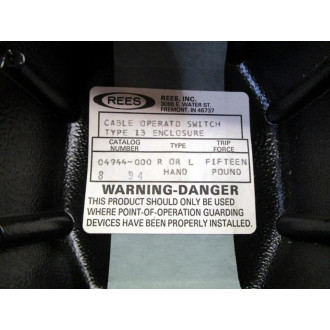 REES
REES, INC.
3050 E. WATER ST.
FREMONT, IN 46737
CABLE OPERATD SWITCH
TYPE 13 ENCLOSURE
CATALOG NUMBER TYPE TRIP FORCE
04944-000 R OR L FIFTEEN
8 94 HAND POUND
WARNING-DANGER
THIS PRODUCT SHOULD ONLY BE USED
WHERE POINT-OF-OPERATION GUARDING
DEVICES HAVE BEEN PROPERLY INSTALLED.